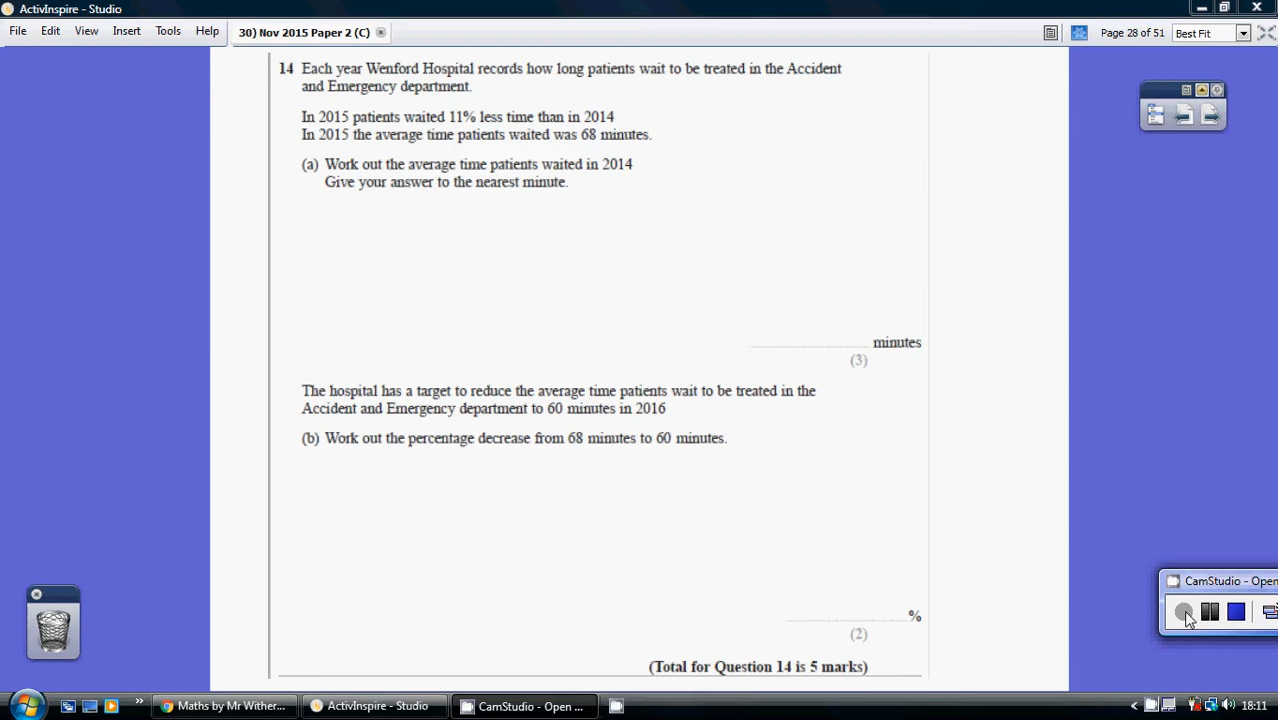 ActivInspire - Studio
File Edit View Insert Tools Help
30) Nov 2015 Paper 2 (C)
Page 28 of 51
Best Fit
14 Each year Wenford Hospital records how long patients wait to be treated in the Accident
and Emergency department.
In 2015 patients waited 11% less time than in 2014
In 2015 the average time patients waited was 68 minutes.
(a) Work out the average time patients waited in 2014
Give your answer to the nearest minute.
minutes
(3)
The hospital has a target to reduce the average time patients wait to be treated in the
Accident and Emergency department to 60 minutes in 2016
(b) Work out the percentage decrease from 68 minutes to 60 minutes.
CamStudio - Open
%
(2)
(Total for Question 14 is 5 marks)
Maths by Mr Wither...
ActivInspire - Studio
CamStudio - Open ...
18:11